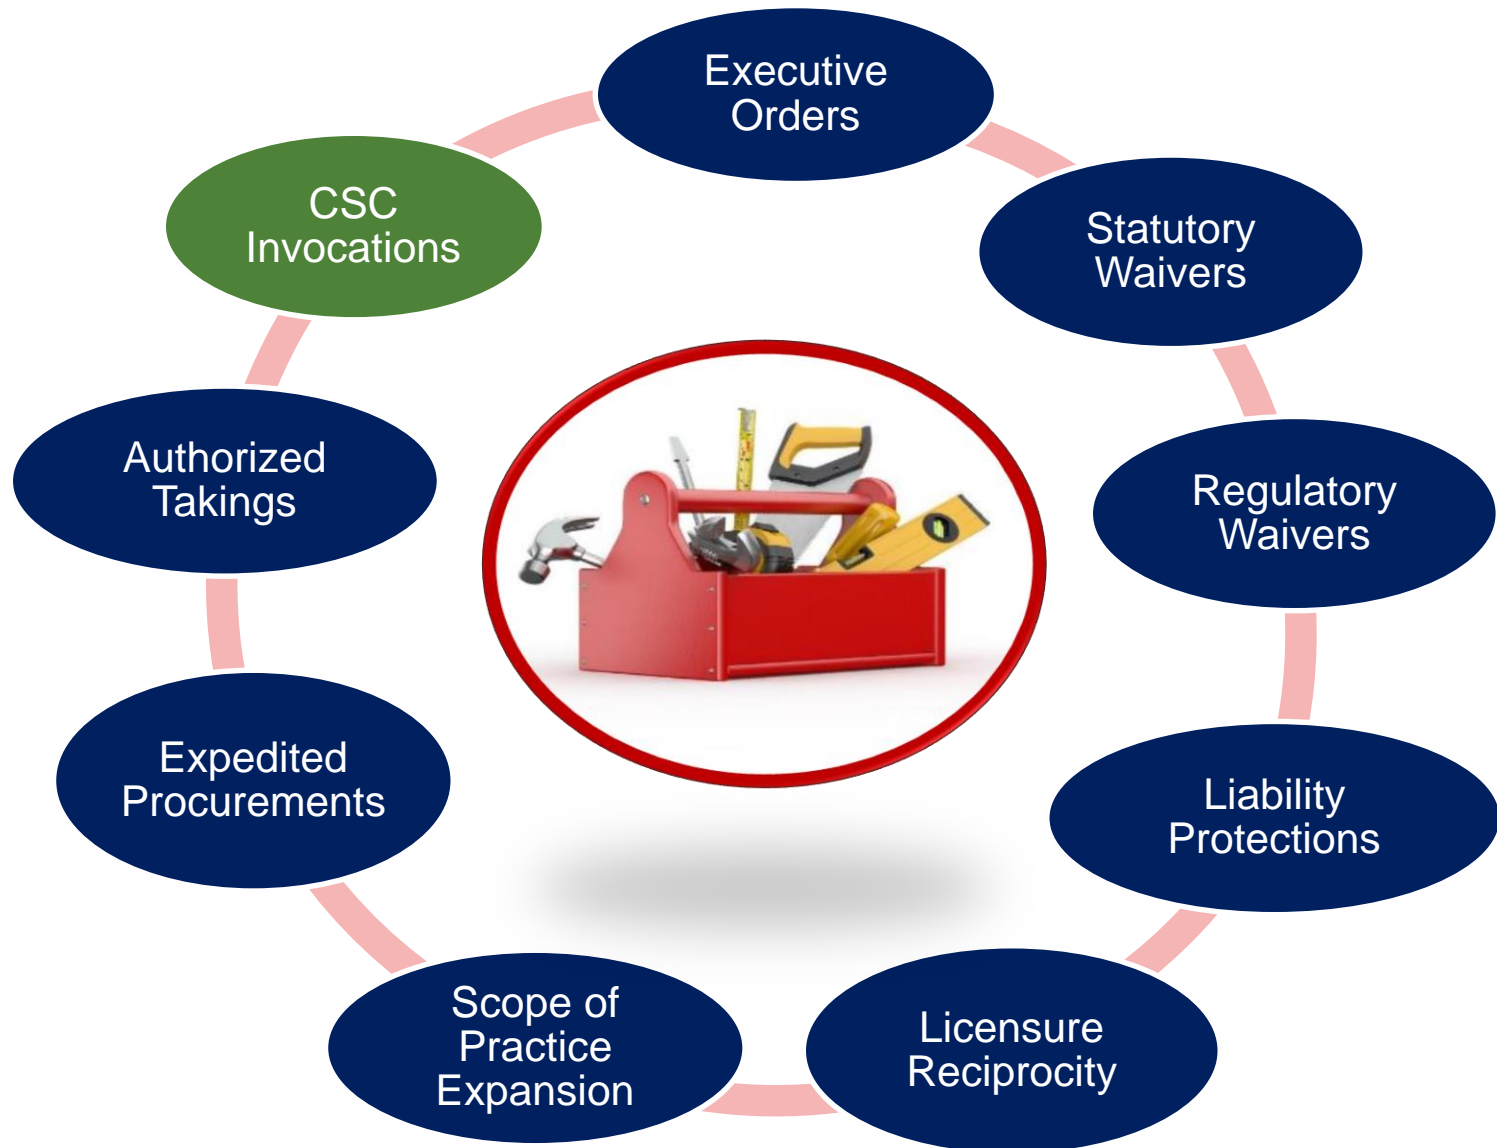 Executive
Orders
Statutory
Waivers
Regulatory
Waivers
Liability
Protections
Licensure
Reciprocity
Scope of
Practice
Expansion
Expedited
Procurements
Authorized
Takings
CSC
Invocations